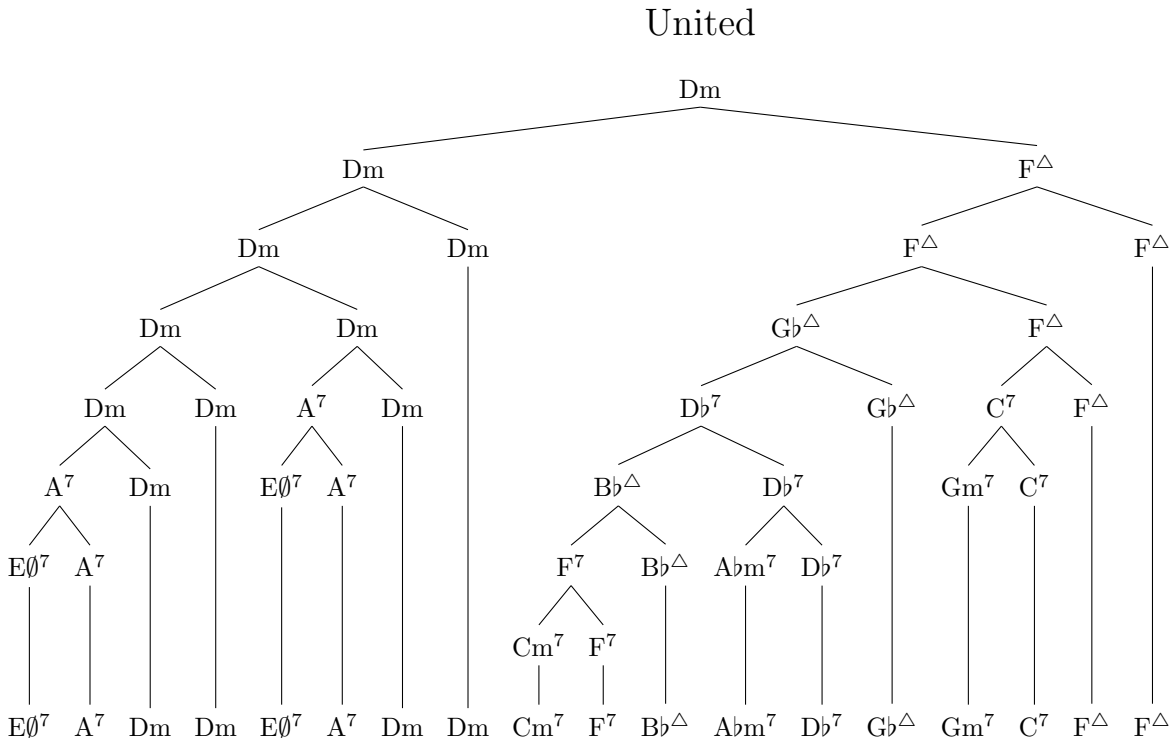 United
Dm
Dm F△
Dm Dm F△ F△
Dm Dm G♭△ F△
Dm Dm A⁷ Dm D♭⁷ G♭△ C⁷ F△
A⁷ Dm E∅⁷ A⁷ B♭△ D♭⁷ Gm⁷ C⁷
E∅⁷ A⁷ F⁷ B♭△ A♭m⁷ D♭⁷
Cm⁷ F⁷
E∅⁷ A⁷ Dm Dm E∅⁷ A⁷ Dm Dm Cm⁷ F⁷ B♭△ A♭m⁷ D♭⁷ G♭△ Gm⁷ C⁷ F△ F△